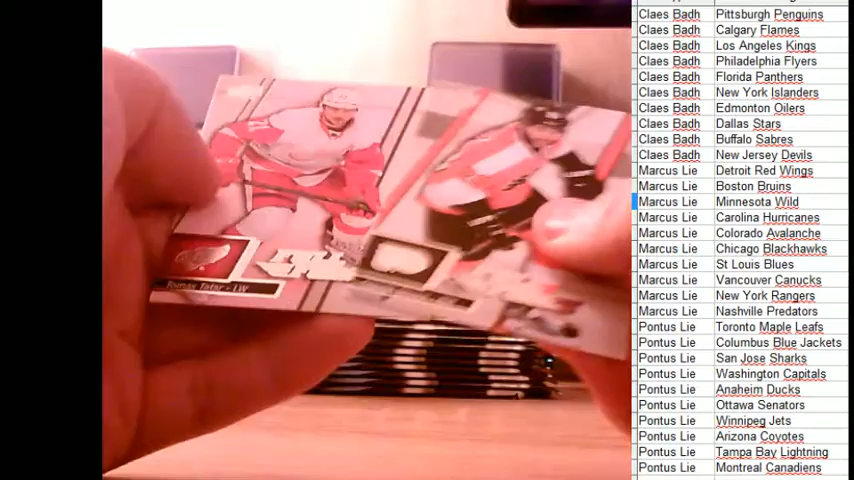 Claes Badh Pittsburgh Penguins
Claes Badh Calgary Flames
Claes Badh Los Angeles Kings
Claes Badh Philadelphia Flyers
Claes Badh Florida Panthers
Claes Badh New York Islanders
Claes Badh Edmonton Oilers
Claes Badh Dallas Stars
Claes Badh Buffalo Sabres
Claes Badh New Jersey Devils
Marcus Lie Detroit Red Wings
Marcus Lie Boston Bruins
Marcus Lie Minnesota Wild
Marcus Lie Carolina Hurricanes
Marcus Lie Colorado Avalanche
Marcus Lie Chicago Blackhawks
Marcus Lie St Louis Blues
Marcus Lie Vancouver Canucks
Marcus Lie New York Rangers
Marcus Lie Nashville Predators
Pontus Lie Toronto Maple Leafs
Pontus Lie Columbus Blue Jackets
Pontus Lie San Jose Sharks
Pontus Lie Washington Capitals
Pontus Lie Anaheim Ducks
Pontus Lie Ottawa Senators
Pontus Lie Winnipeg Jets
Pontus Lie Arizona Coyotes
Pontus Lie Tampa Bay Lightning
Pontus Lie Montreal Canadiens
Tomas Tatar - LW